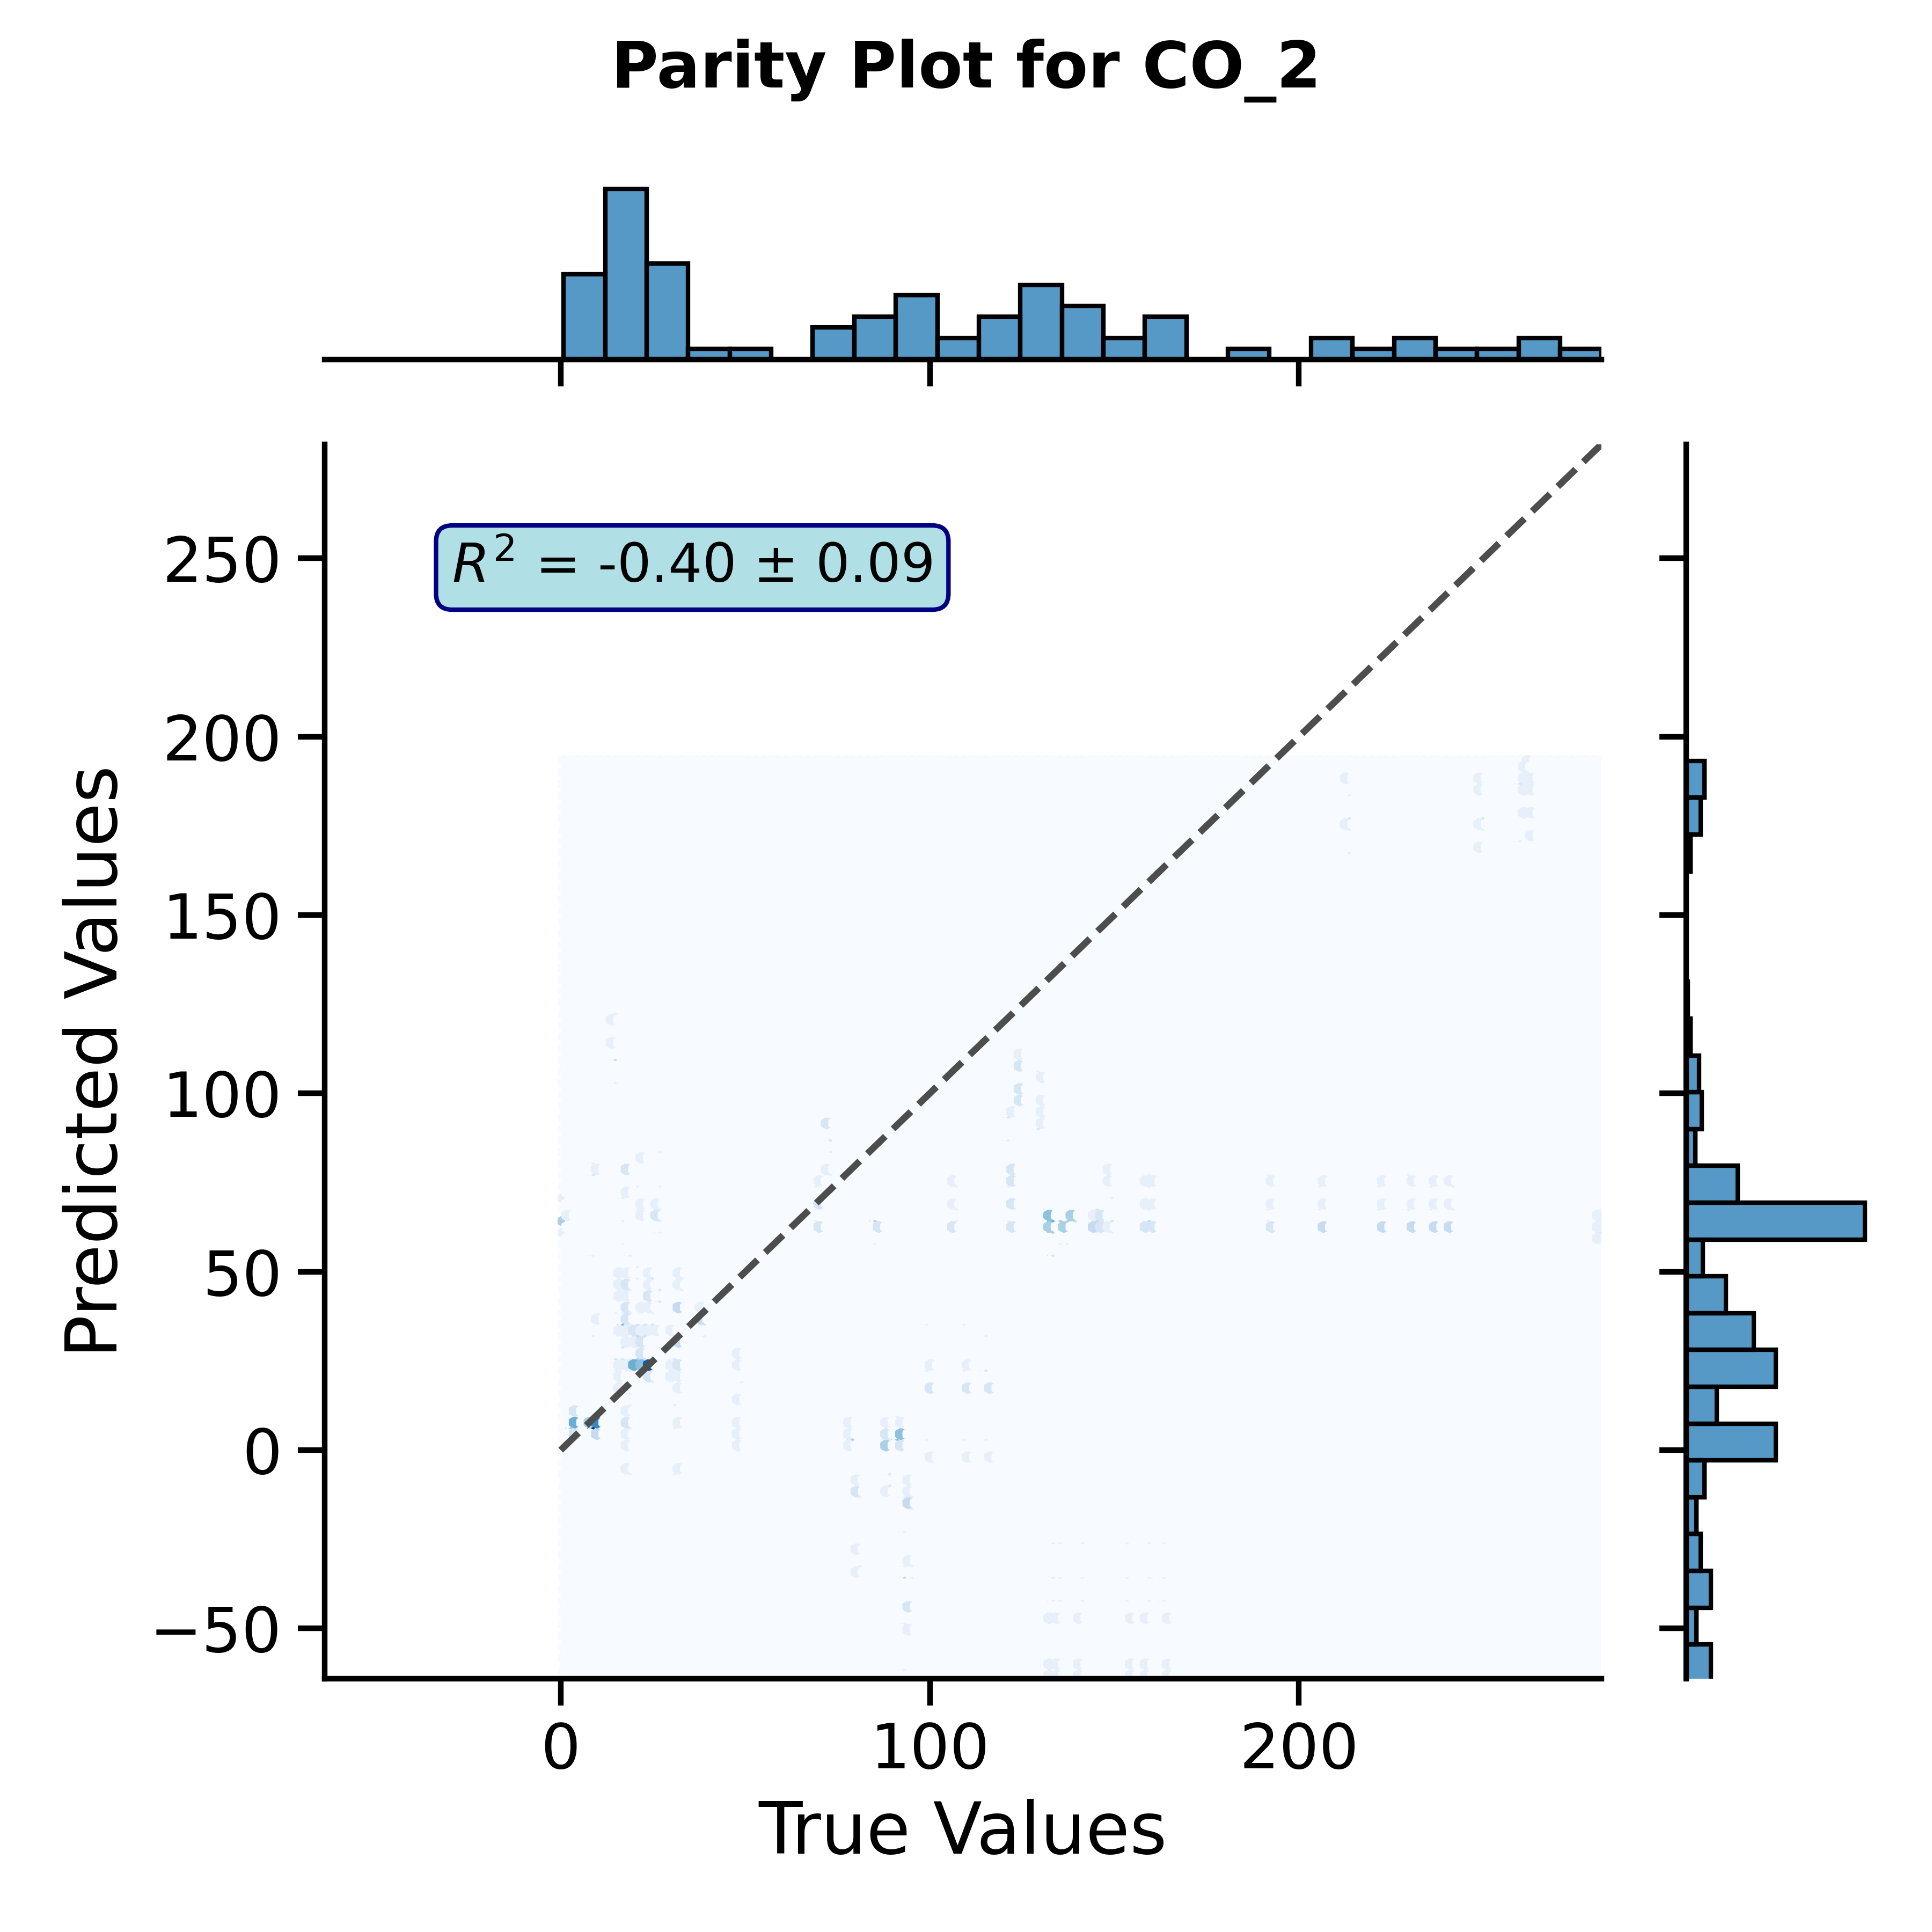 Parity Plot for CO_2
R² = -0.40 ± 0.09
Predicted Values
250
200
150
100
50
0
−50
0 100 200
True Values